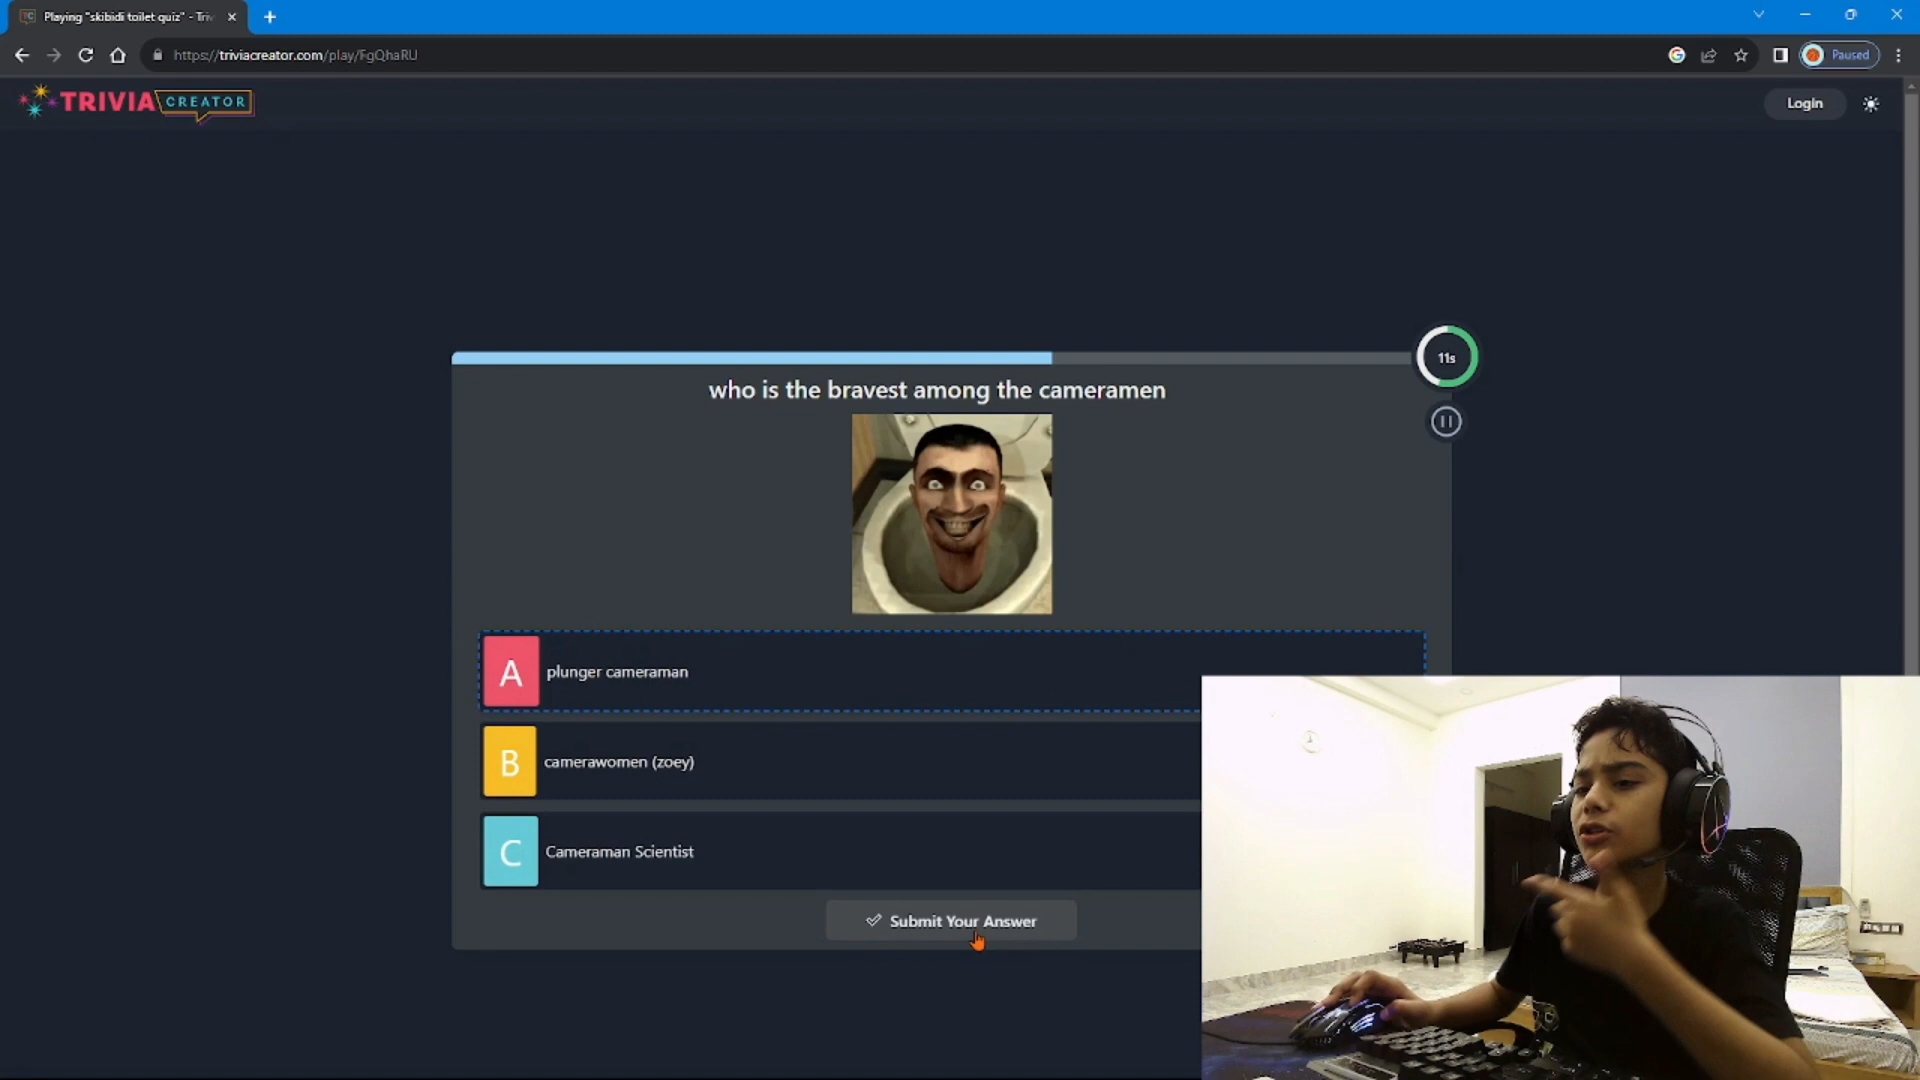 Playing "skibidi toilet quiz" - Triv
https://triviacreator.com/play/FgQhaRU
Paused
TRIVIA CREATOR
Login
11s
who is the bravest among the cameramen
A plunger cameraman
B camerawomen (zoey)
C Cameraman Scientist
Submit Your Answer